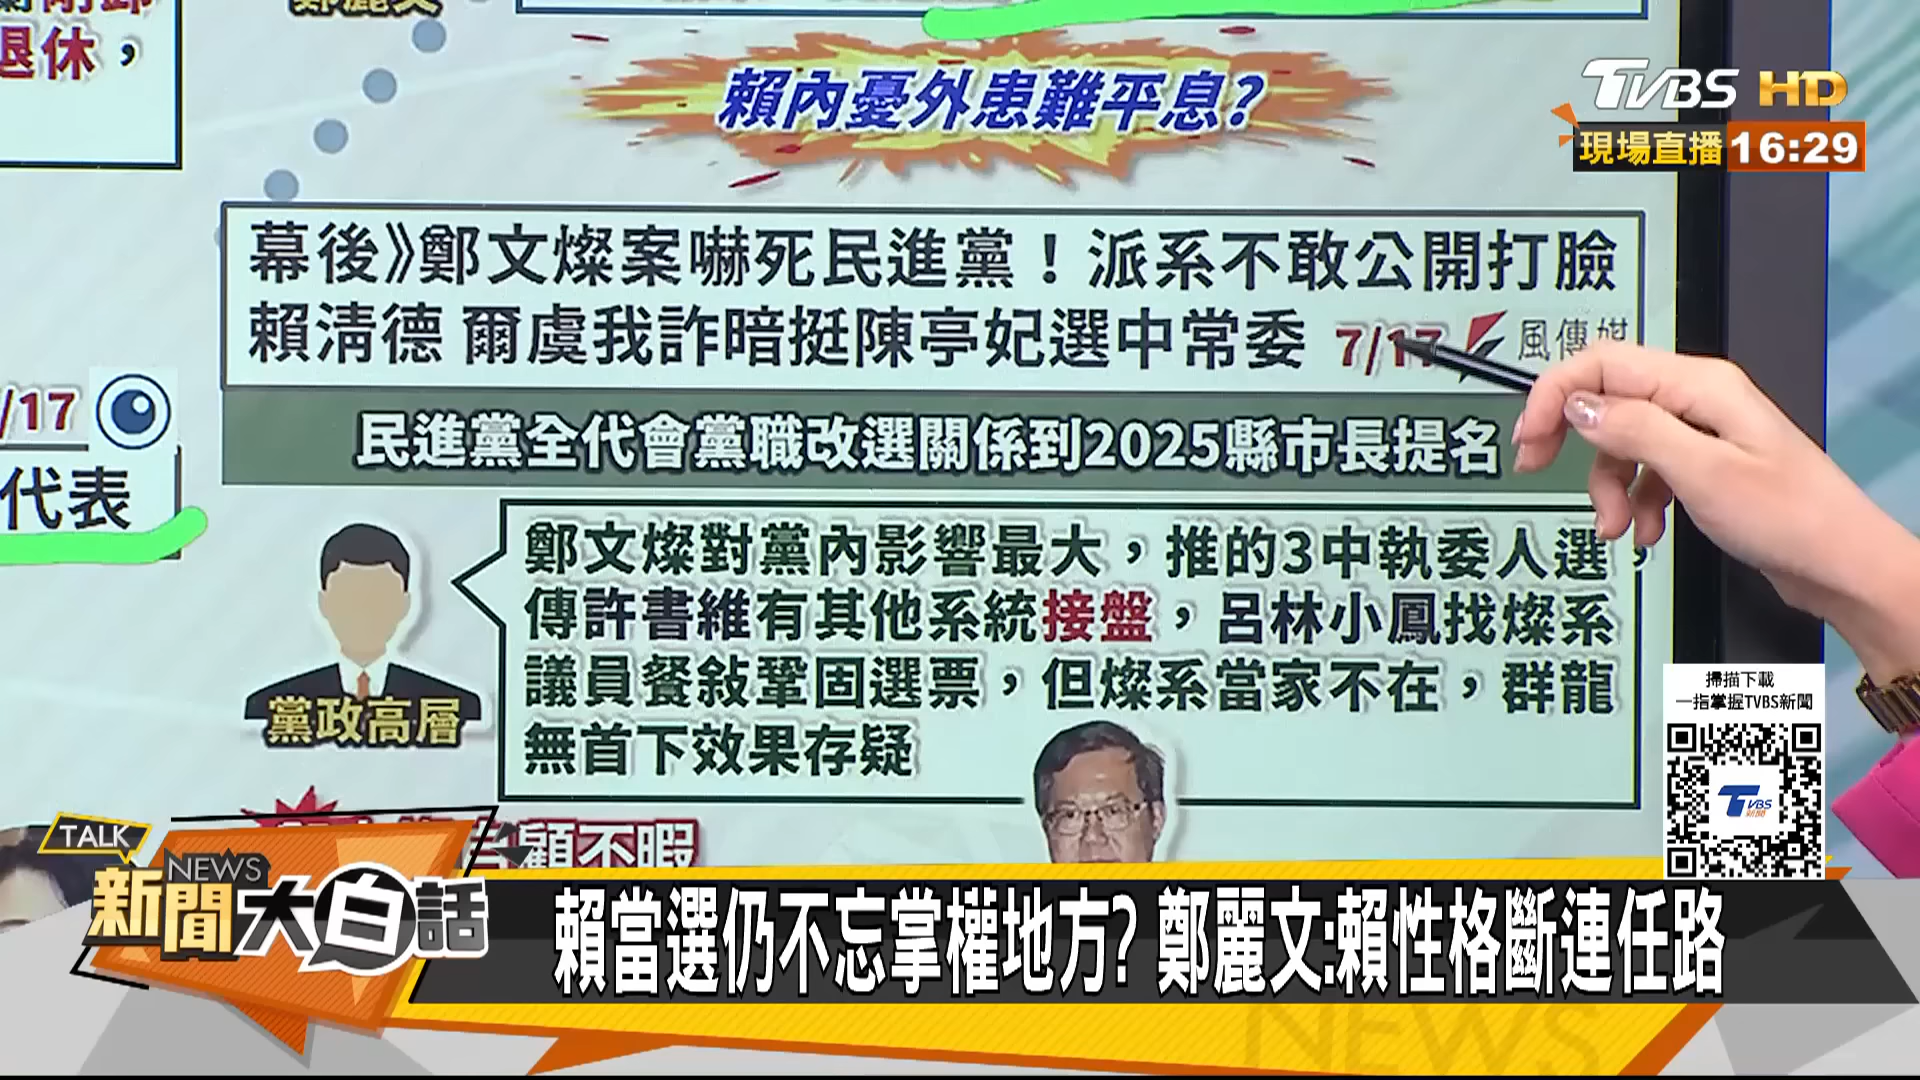 退休，
賴內憂外患難平息？
TVBS HD
現場直播 16:29
幕後》鄭文燦案嚇死民進黨！派系不敢公開打臉
賴清德 爾虞我詐暗挺陳亭妃選中常委 7/17 風傳媒
/17
代表
民進黨全代會黨職改選關係到2025縣市長提名
鄭文燦對黨內影響最大，推的3中執委人選，
傳許書維有其他系統接盤，呂林小鳳找燦系
議員餐敍鞏固選票，但燦系當家不在，群龍
無首下效果存疑
黨政高層
掃描下載
一指掌握TVBS新聞
TVBS
新聞
自顧不暇
TALK
NEWS
新聞大白話
賴當選仍不忘掌權地方？鄭麗文:賴性格斷連任路
NEWS